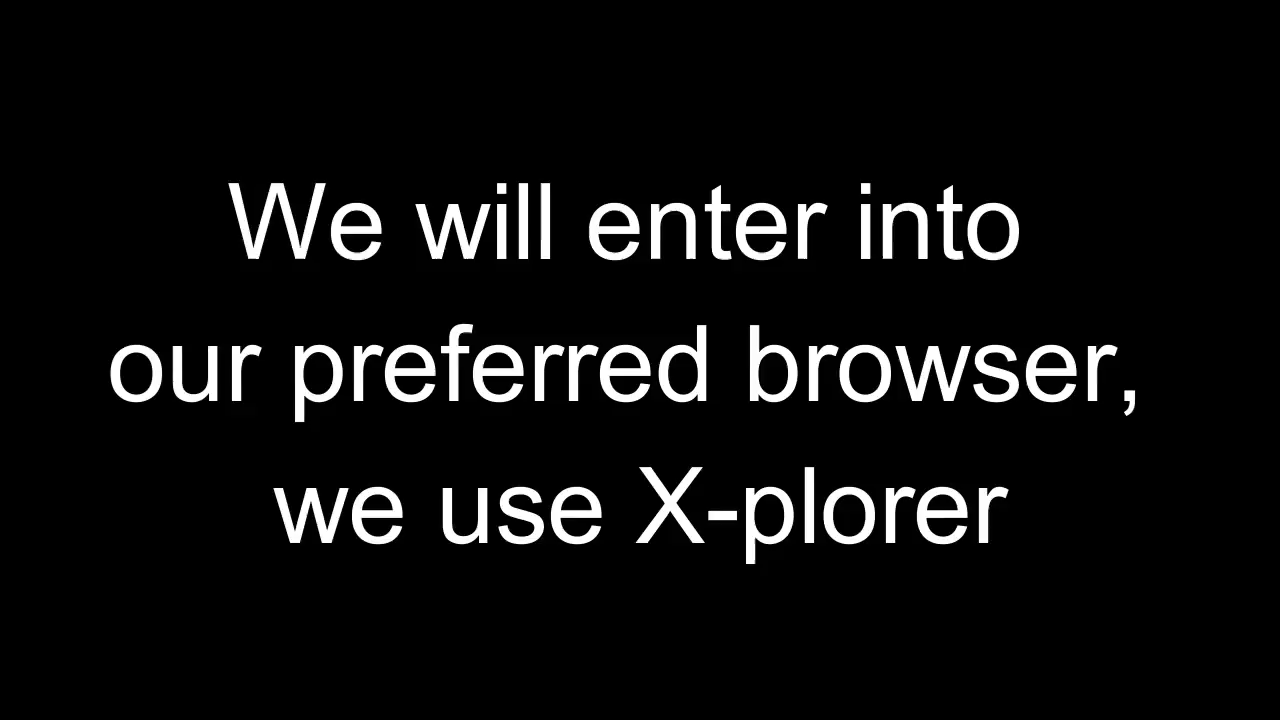 We will enter into
our preferred browser,
we use X-plorer